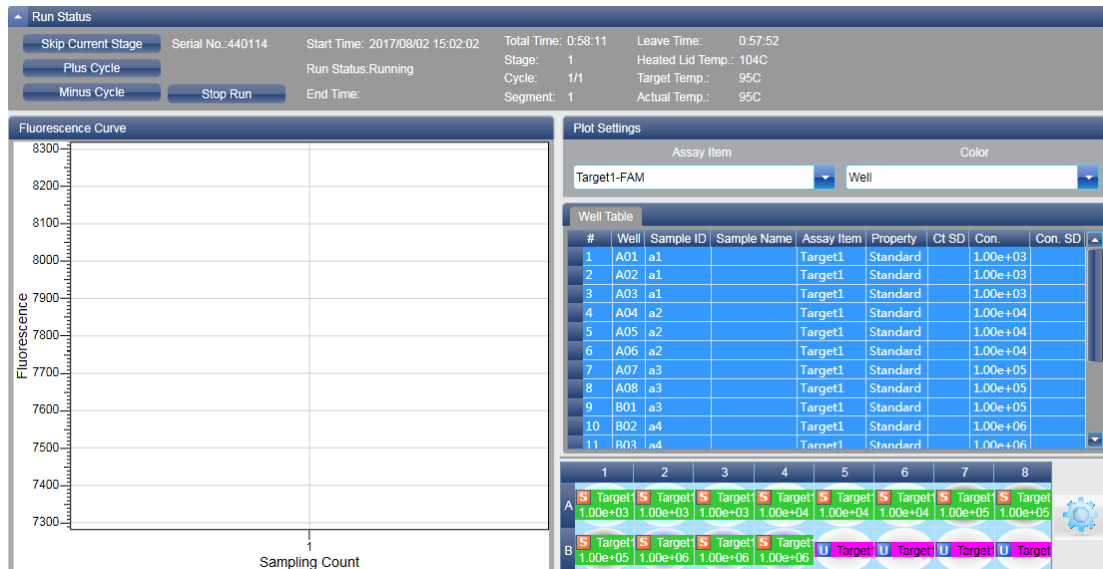 Run Status
Skip Current Stage Serial No.:440114 Start Time: 2017/08/02 15:02:02 Total Time: 0:58:11 Leave Time: 0:57:52
Plus Cycle Run Status:Running Stage: 1 Heated Lid Temp.: 104C
Cycle: 1/1 Target Temp.: 95C
Minus Cycle Stop Run End Time: Segment: 1 Actual Temp.: 95C
Fluorescence Curve
8300
8200
8100
8000
7900
7800
7700
7600
7500
7400
7300
Fluorescence
1
Sampling Count
Plot Settings
Assay Item Color
Target1-FAM Well
Well Table
# Well Sample ID Sample Name Assay Item Property Ct SD Con. Con. SD
1 A01 a1 Target1 Standard 1.00e+03
2 A02 a1 Target1 Standard 1.00e+03
3 A03 a1 Target1 Standard 1.00e+03
4 A04 a2 Target1 Standard 1.00e+04
5 A05 a2 Target1 Standard 1.00e+04
6 A06 a2 Target1 Standard 1.00e+04
7 A07 a3 Target1 Standard 1.00e+05
8 A08 a3 Target1 Standard 1.00e+05
9 B01 a3 Target1 Standard 1.00e+05
10 B02 a4 Target1 Standard 1.00e+06
11 B03 a4 Target1 Standard 1.00e+06
1 2 3 4 5 6 7 8
A S Target1 S Target1 S Target1 S Target S Target1 S Target1 S Target1 S Target
1.00e+03 1.00e+03 1.00e+03 1.00e+04 1.00e+04 1.00e+04 1.00e+05 1.00e+05
B S Target1 S Target1 S Target1 S Target U Target1 U Target1 U Target1 U Target
1.00e+05 1.00e+06 1.00e+06 1.00e+06